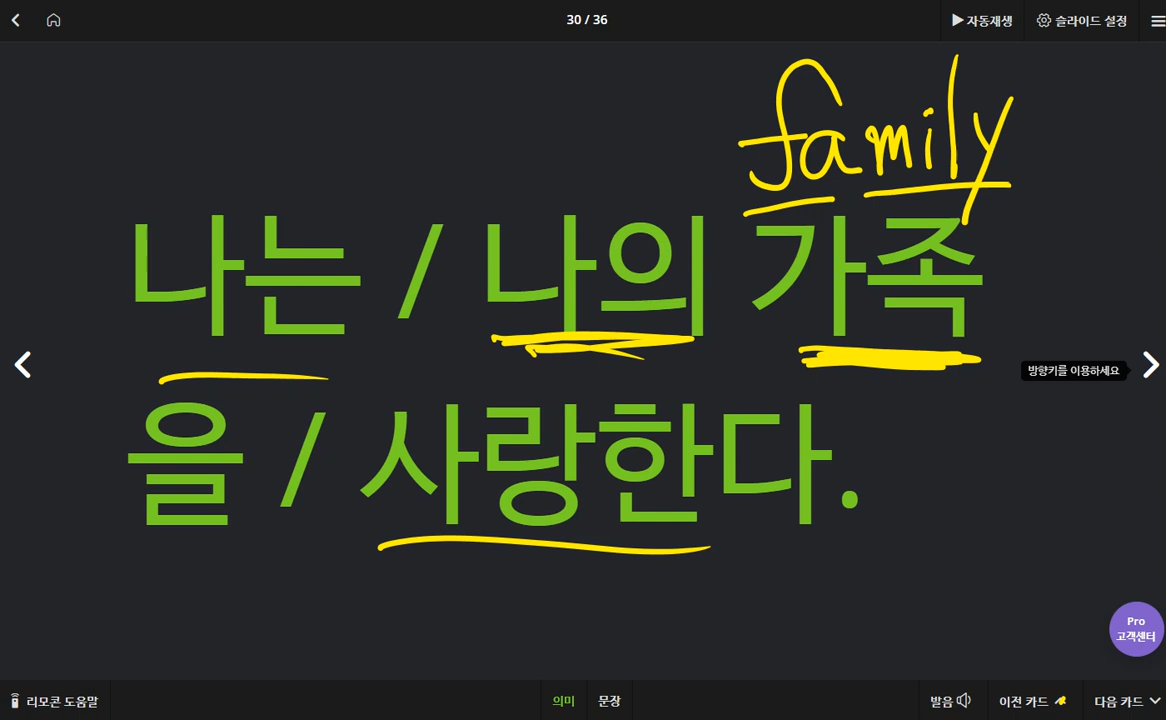 30 / 36
자동재생
슬라이드 설정
family
나는 / 나의 가족
을 / 사랑한다.
방향키를 이용하세요
Pro
고객센터
리모콘 도움말
의미
문장
발음
이전 카드
다음 카드